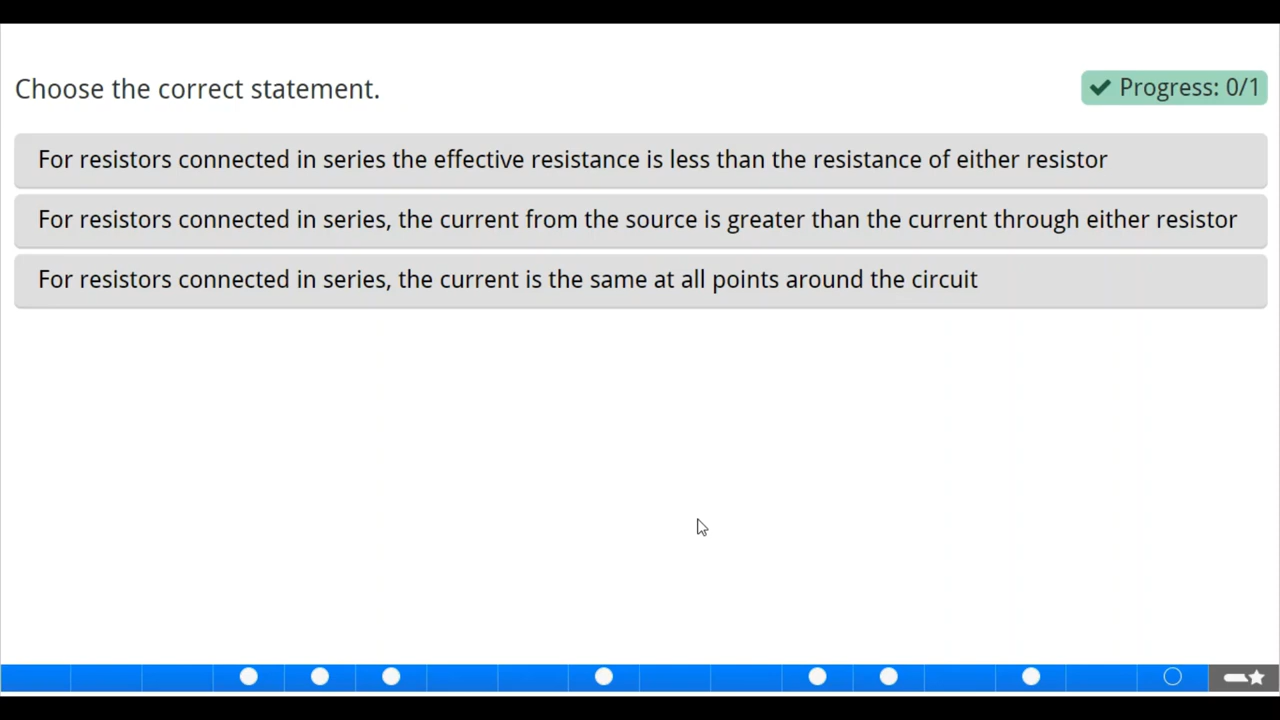 Choose the correct statement.
Progress: 0/1
For resistors connected in series the effective resistance is less than the resistance of either resistor
For resistors connected in series, the current from the source is greater than the current through either resistor
For resistors connected in series, the current is the same at all points around the circuit